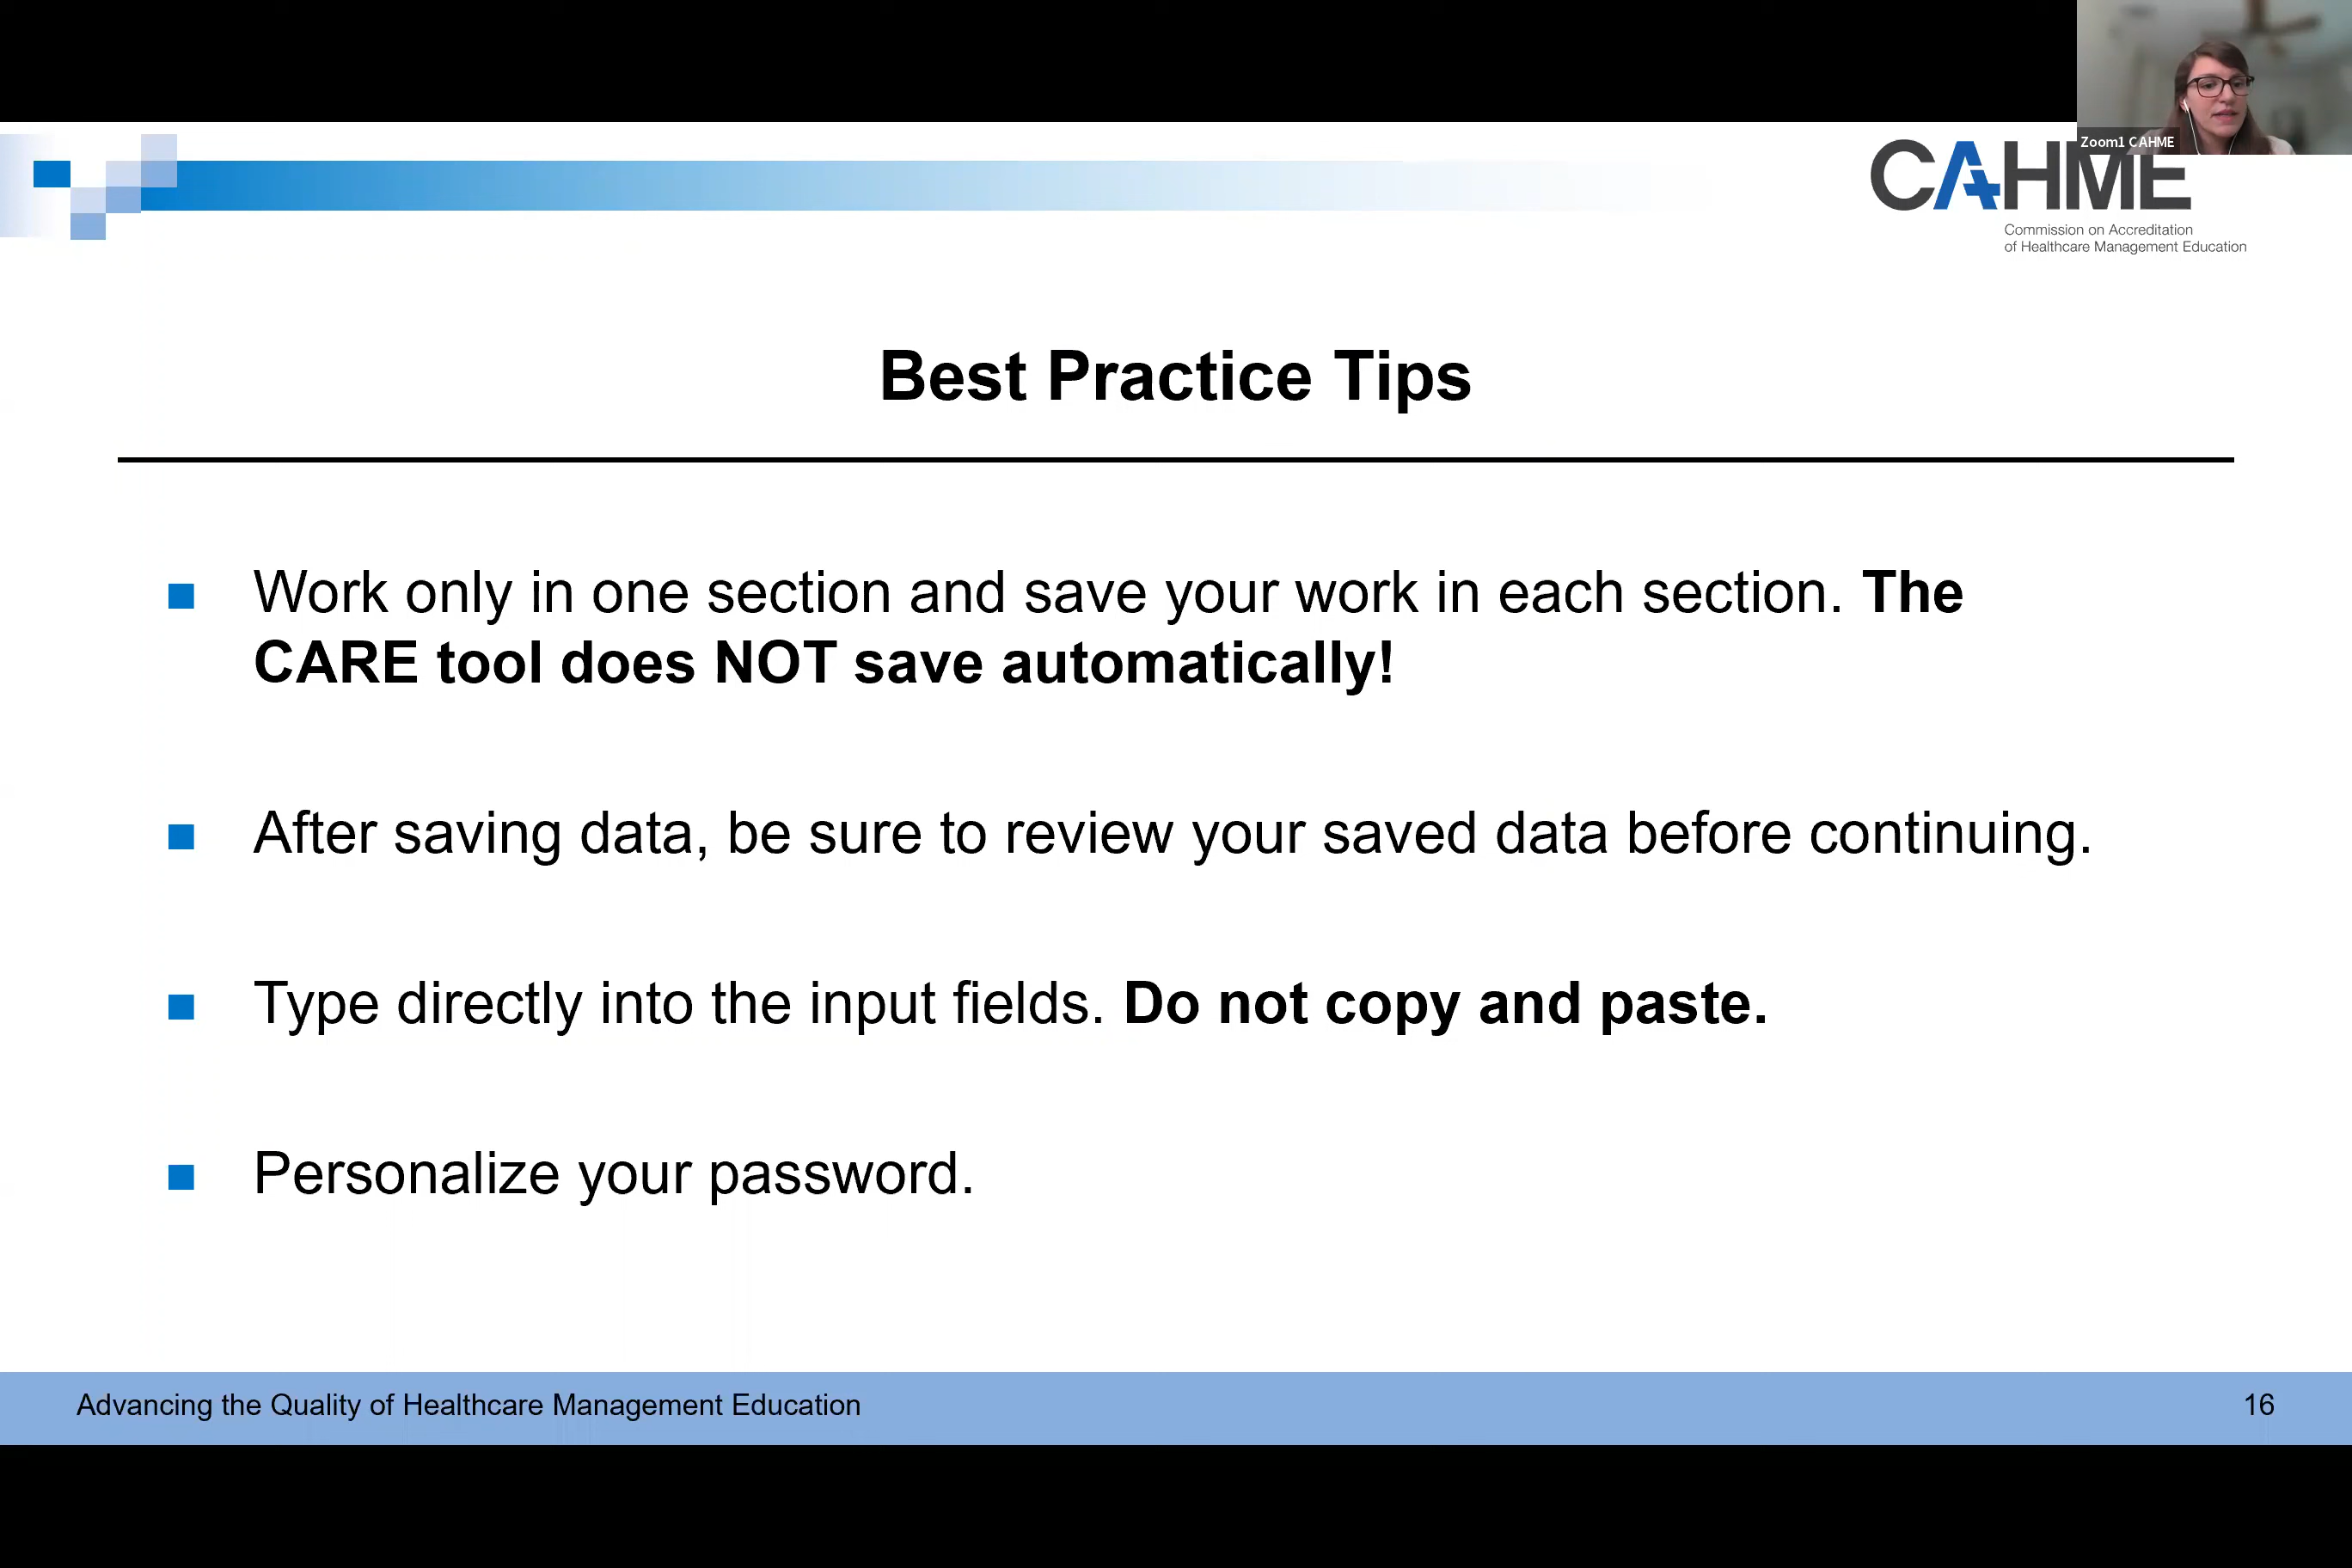 Zoom1 CAHME
CAHME
Commission on Accreditation
of Healthcare Management Education
Best Practice Tips
Work only in one section and save your work in each section. The
CARE tool does NOT save automatically!
After saving data, be sure to review your saved data before continuing.
Type directly into the input fields. Do not copy and paste.
Personalize your password.
Advancing the Quality of Healthcare Management Education
16